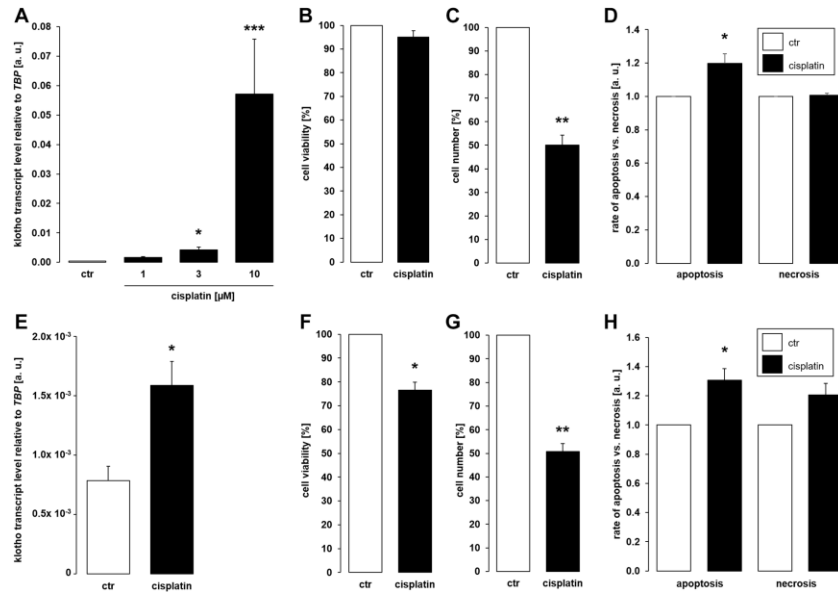 A
klotho transcript level relative to TBP [a. u.]
0.08
0.07
0.06
0.05
0.04
0.03
0.02
0.01
0.00
*
***
ctr
1
3
10
cisplatin [µM]
B
cell viability [%]
100
90
80
70
60
50
40
30
20
10
0
ctr
cisplatin
C
cell number [%]
100
90
80
70
60
50
40
30
20
10
0
**
ctr
cisplatin
D
rate of apoptosis vs. necrosis [a. u.]
1.4
1.2
1.0
0.8
0.6
0.4
0.2
0.0
*
ctr
cisplatin
apoptosis
necrosis
E
klotho transcript level relative to TBP [a. u.]
2.0x 10-3
1.5x 10-3
1.0x 10-3
0.5x 10-3
0
*
ctr
cisplatin
F
cell viability [%]
100
90
80
70
60
50
40
30
20
10
0
*
ctr
cisplatin
G
cell number [%]
100
90
80
70
60
50
40
30
20
10
0
**
ctr
cisplatin
H
rate of apoptosis vs. necrosis [a. u.]
1.6
1.4
1.2
1.0
0.8
0.6
0.4
0.2
0.0
*
ctr
cisplatin
apoptosis
necrosis